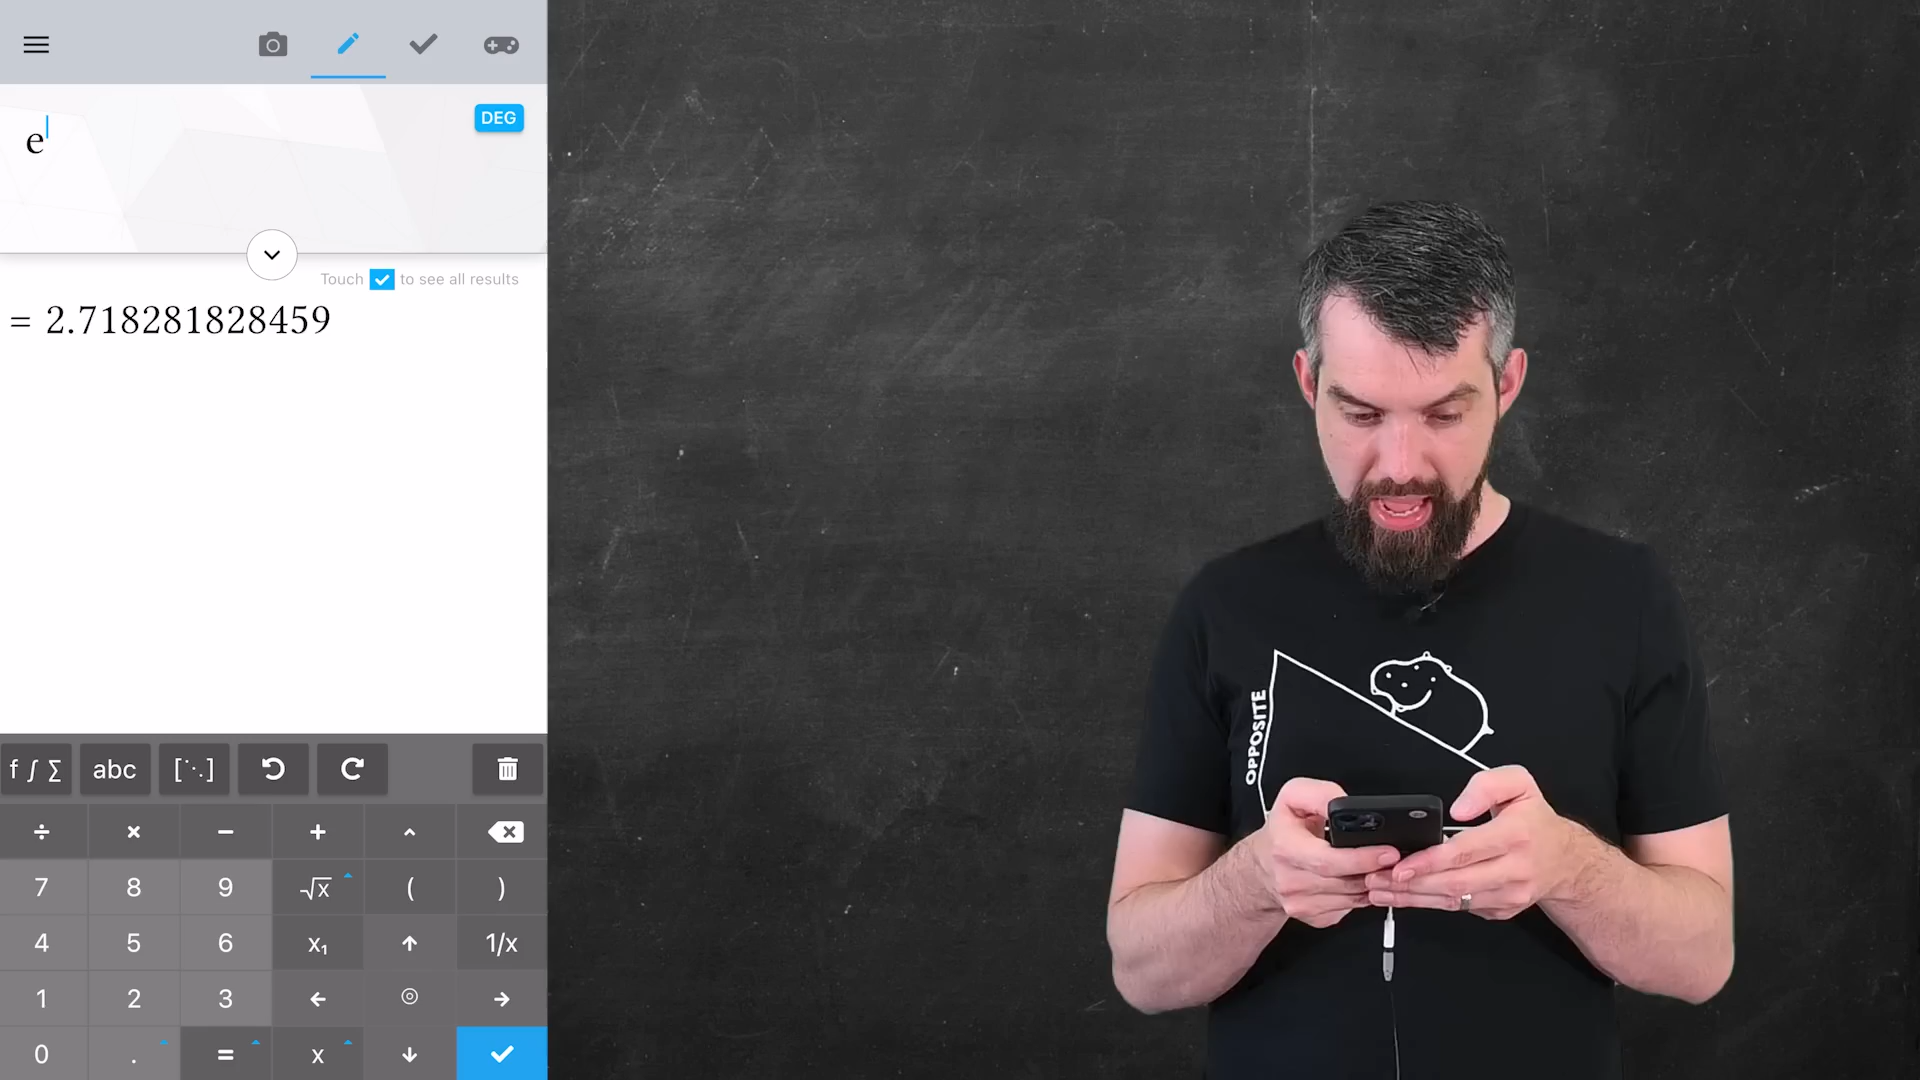 e
DEG
Touch to see all results
= 2.718281828459
f ∫ ∑ abc [⋱]
÷ × − + ^
7 8 9 √x ( )
4 5 6 x₁ ↑ 1/x
1 2 3 ← →
0 . = x ↓
OPPOSITE